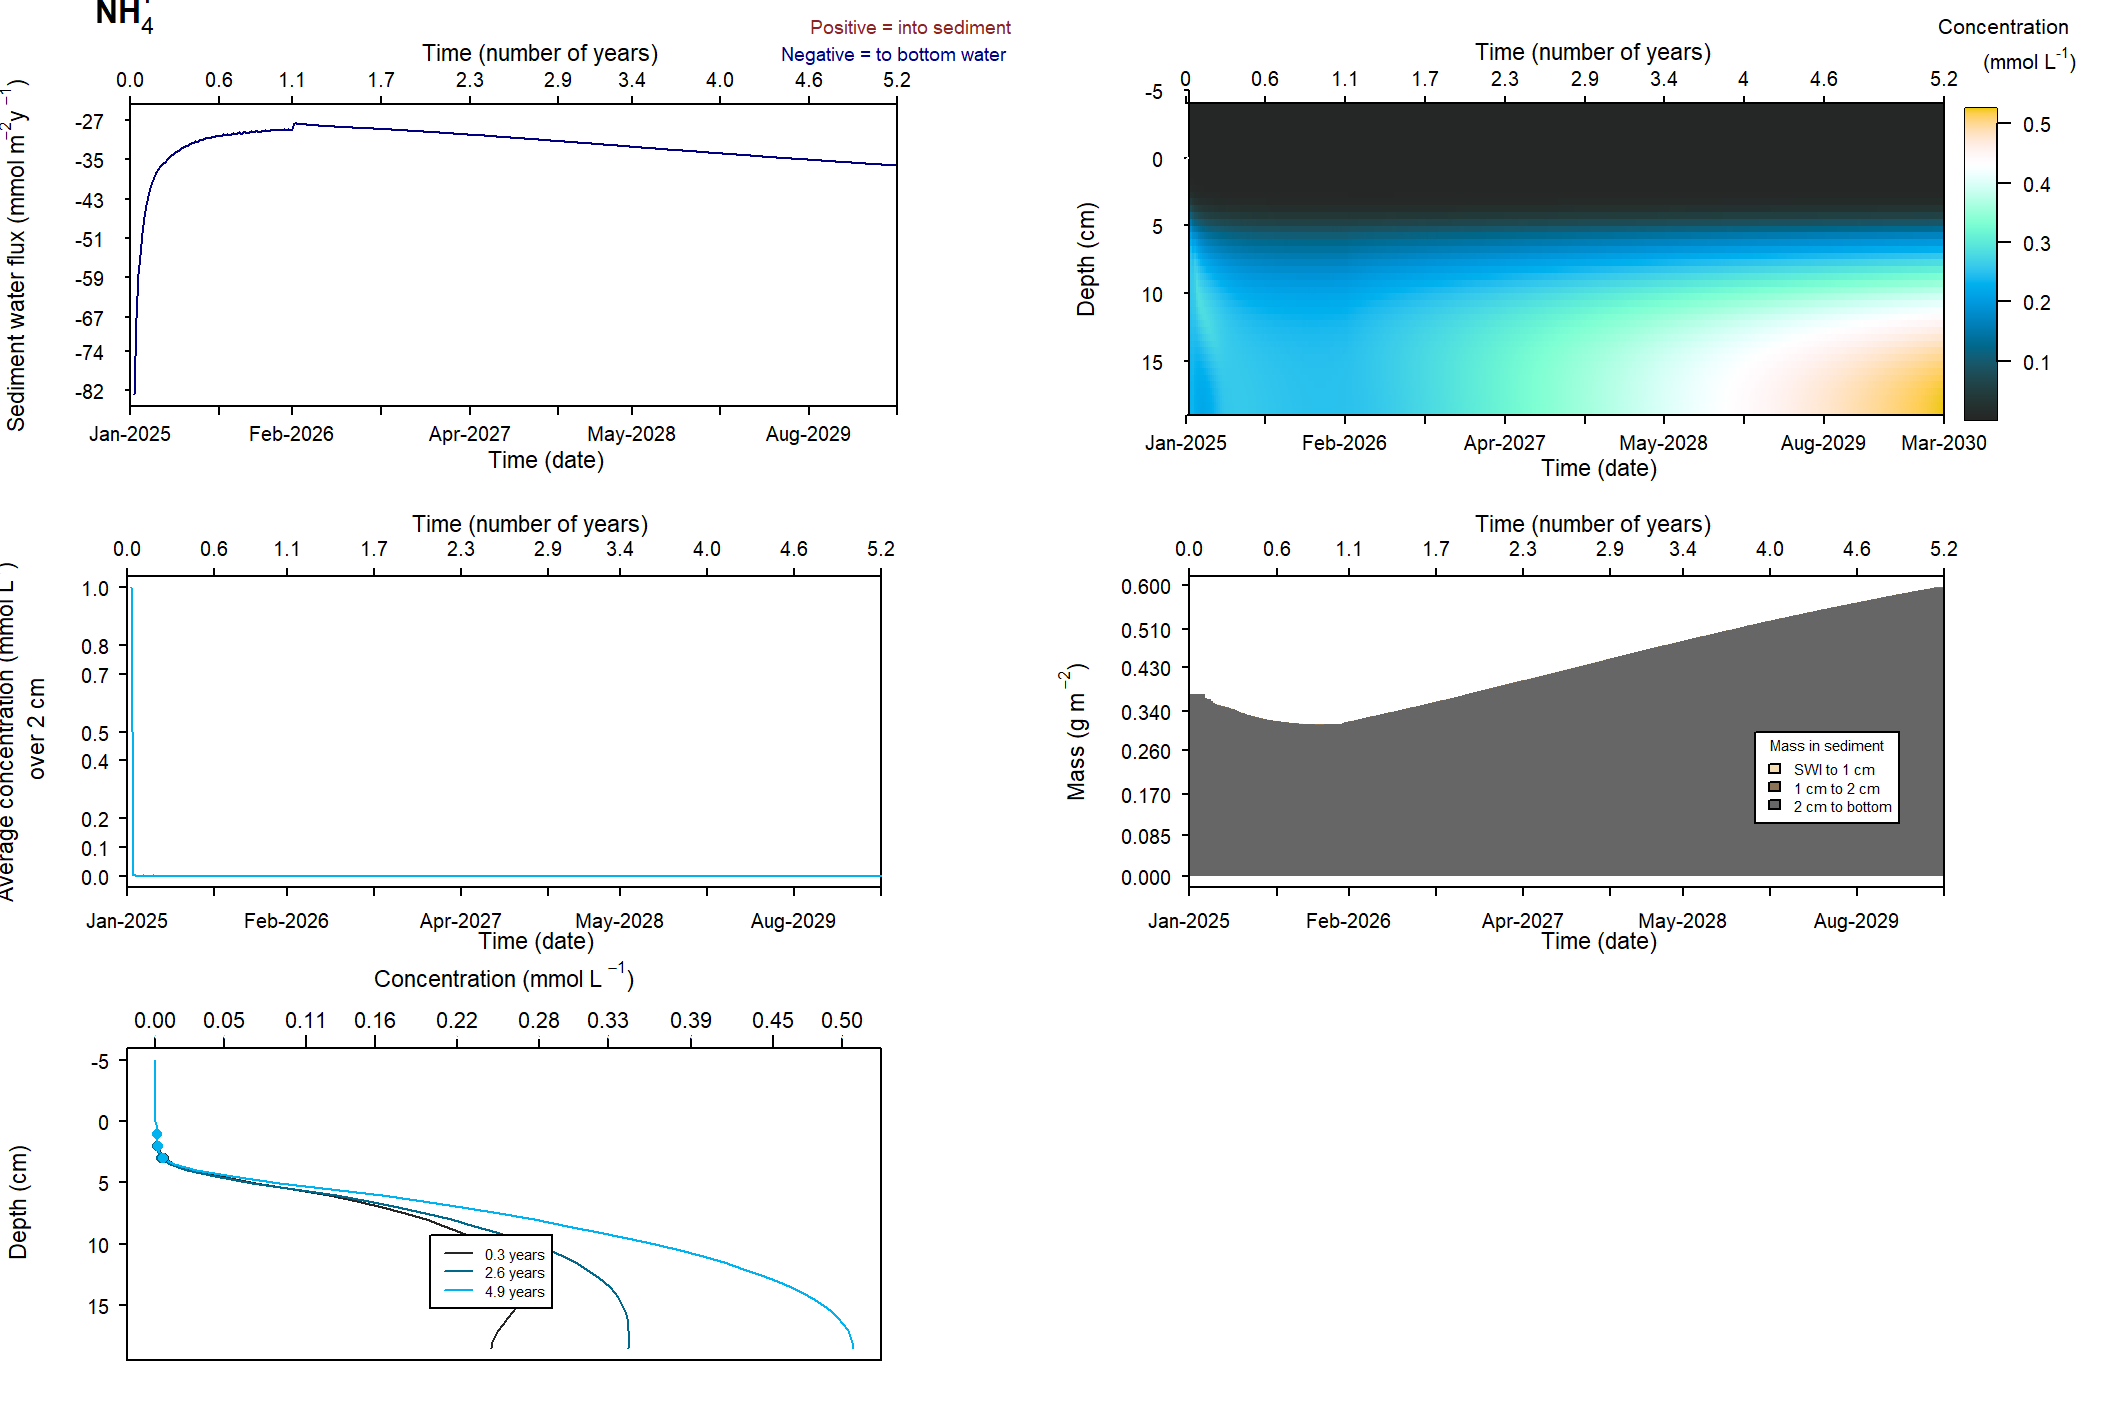 NH4+
Positive = into sediment
Negative = to bottom water
Time (number of years)
0.0 0.6 1.1 1.7 2.3 2.9 3.4 4.0 4.6 5.2
Sediment water flux (mmol m−2y−1)
-27
-35
-43
-51
-59
-67
-74
-82
Jan-2025 Feb-2026 Apr-2027 May-2028 Aug-2029
Time (date)
Concentration
(mmol L-1)
Time (number of years)
0 0.6 1.1 1.7 2.3 2.9 3.4 4 4.6 5.2
Depth (cm)
-5
0
5
10
15
0.5
0.4
0.3
0.2
0.1
Jan-2025 Feb-2026 Apr-2027 May-2028 Aug-2029 Mar-2030
Time (date)
Time (number of years)
0.0 0.6 1.1 1.7 2.3 2.9 3.4 4.0 4.6 5.2
Average concentration (mmol L )
over 2 cm
1.0
0.8
0.7
0.5
0.4
0.2
0.1
0.0
Jan-2025 Feb-2026 Apr-2027 May-2028 Aug-2029
Time (date)
Time (number of years)
0.0 0.6 1.1 1.7 2.3 2.9 3.4 4.0 4.6 5.2
Mass (g m−2)
0.600
0.510
0.430
0.340
0.260
0.170
0.085
0.000
Mass in sediment
SWI to 1 cm
1 cm to 2 cm
2 cm to bottom
Jan-2025 Feb-2026 Apr-2027 May-2028 Aug-2029
Time (date)
Concentration (mmol L−1)
0.00 0.05 0.11 0.16 0.22 0.28 0.33 0.39 0.45 0.50
Depth (cm)
-5
0
5
10
15
0.3 years
2.6 years
4.9 years